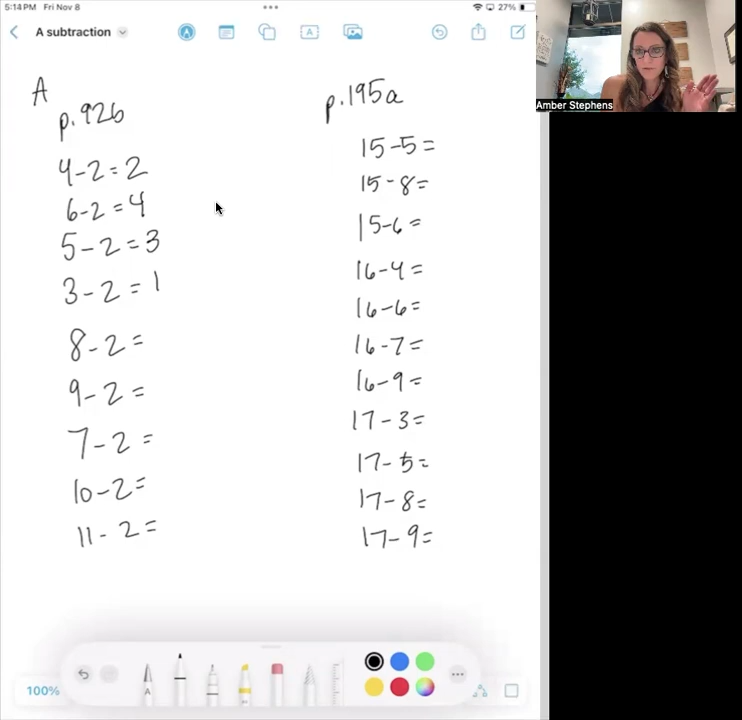 5:14 PM Fri Nov 8
27%
A subtraction
A
Amber Stephens
A
p.92b
4-2=2
6-2=4
5-2=3
3-2=1
8-2=
9-2=
7-2=
10-2=
11-2=
p.195a
15-5=
15-8=
15-6=
16-4=
16-6=
16-7=
16-9=
17-3=
17-5=
17-8=
17-9=
A
100%